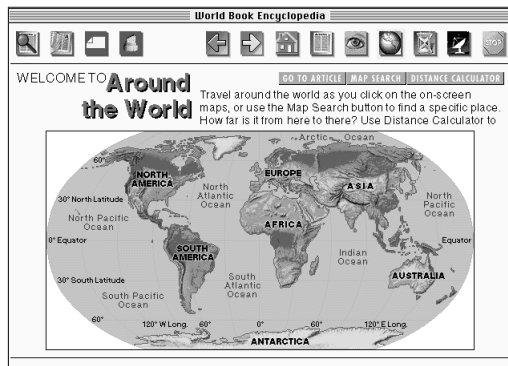 World Book Encyclopedia
STOP
WELCOME TO Around
the World
GO TO ARTICLE MAP SEARCH DISTANCE CALCULATOR
Travel around the world as you click on the on-screen
maps, or use the Map Search button to find a specific place.
How far is it from here to there? Use Distance Calculator to
Arctic Ocean
60°
NORTH
AMERICA
EUROPE
ASIA
North
Atlantic
Ocean
30° North Latitude
North Pacific
Ocean
North
Pacific
Ocean
AFRICA
0° Equator
Equator
SOUTH
AMERICA
Indian
Ocean
30° South Latitude
South
Atlantic
Ocean
AUSTRALIA
South Pacific
Ocean
60°
120° W Long. 60° 0° 60° 120° E Long.
ANTARCTICA